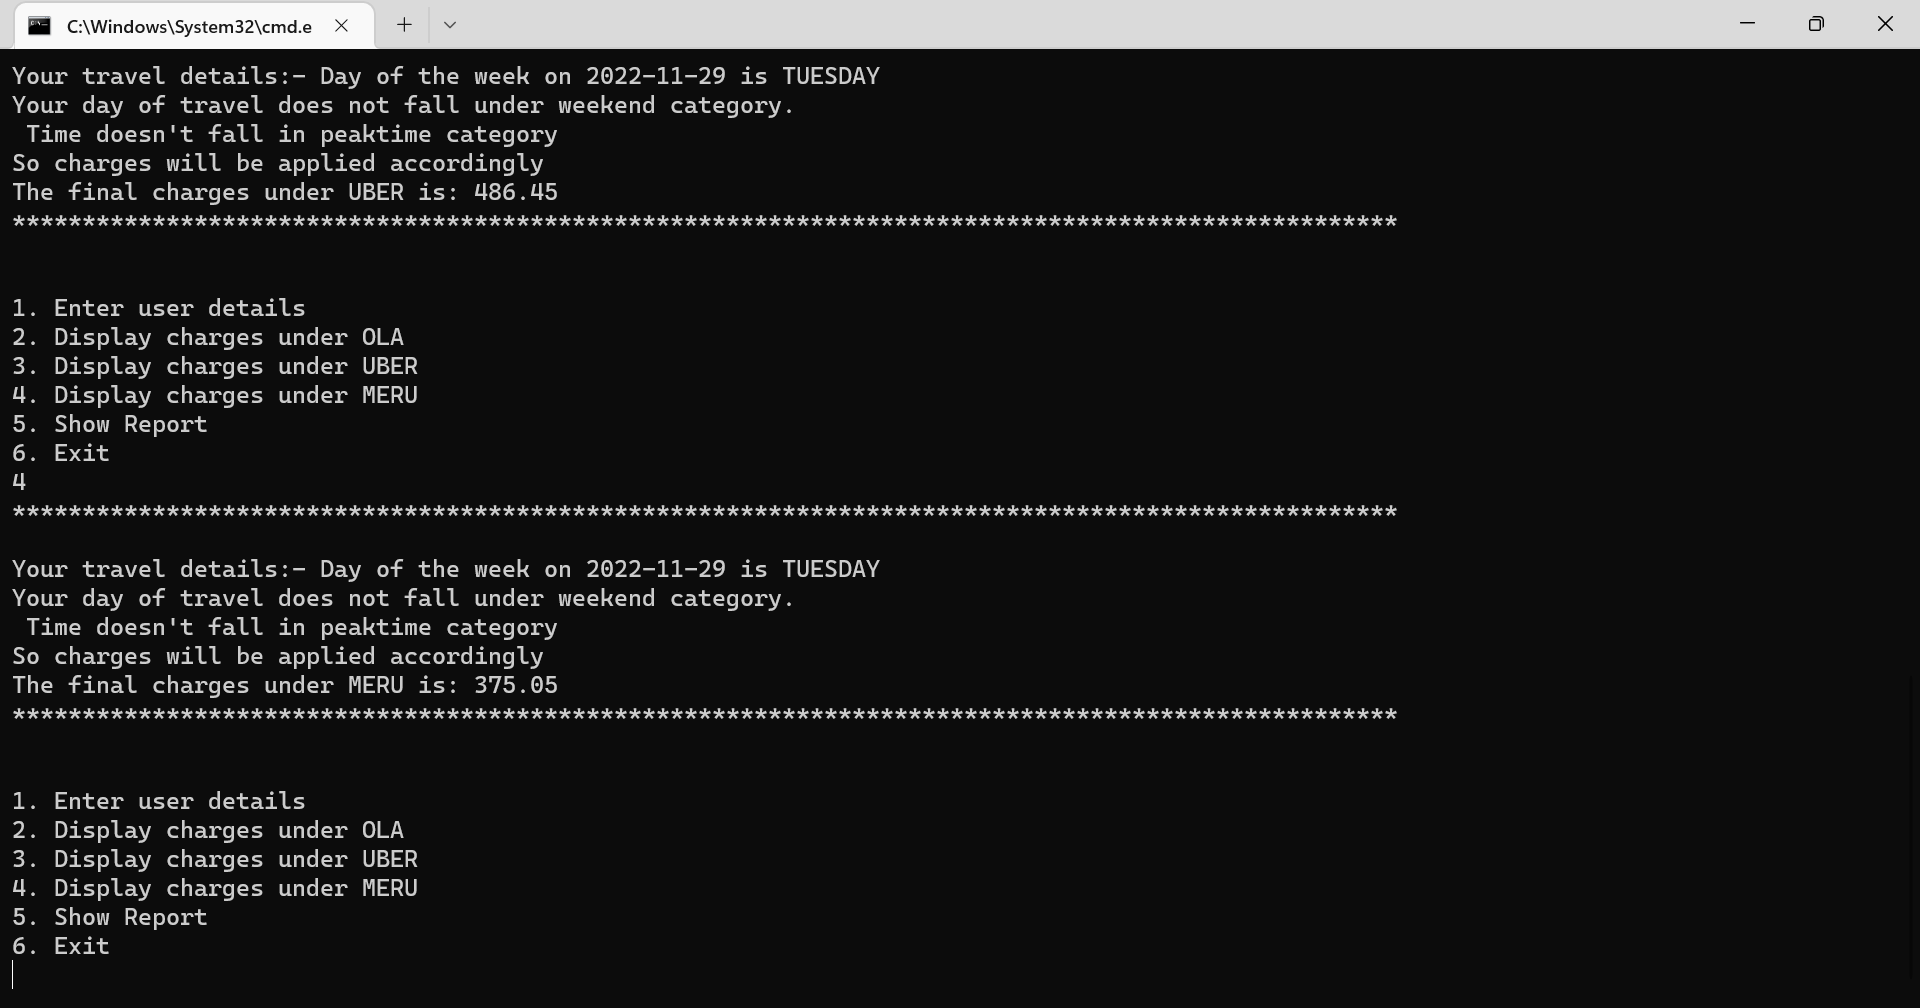 C:\Windows\System32\cmd.e
Your travel details:- Day of the week on 2022-11-29 is TUESDAY
Your day of travel does not fall under weekend category.
 Time doesn't fall in peaktime category
So charges will be applied accordingly
The final charges under UBER is: 486.45
***************************************************************************************************
1. Enter user details
2. Display charges under OLA
3. Display charges under UBER
4. Display charges under MERU
5. Show Report
6. Exit
4
***************************************************************************************************
Your travel details:- Day of the week on 2022-11-29 is TUESDAY
Your day of travel does not fall under weekend category.
 Time doesn't fall in peaktime category
So charges will be applied accordingly
The final charges under MERU is: 375.05
***************************************************************************************************
1. Enter user details
2. Display charges under OLA
3. Display charges under UBER
4. Display charges under MERU
5. Show Report
6. Exit